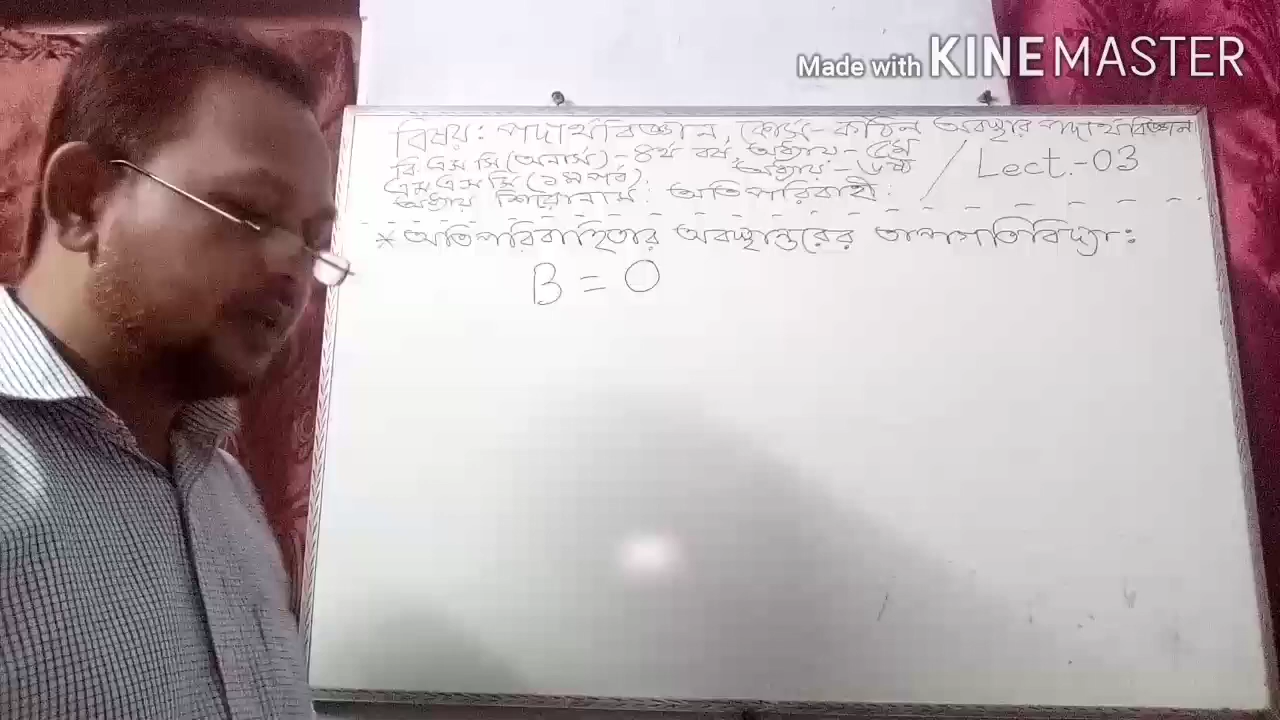 Made with KINEMASTER
বিষয়: পদার্থবিজ্ঞান, কোর্স- কঠিন অবস্থার পদার্থবিজ্ঞান
বি.এস.সি (অনার্স) - ৪র্থ বর্ষ, অধ্যায় - ৫ম
এম.এস.সি (১ম পর্ব) অধ্যায় - ৬ষ্ঠ
Lect.-03
অধ্যায় শিরোনাম: অতিপরিবাহী
* অতিপরিবাহিতার অবস্থান্তরের তাপগতিবিদ্যা:
B = 0